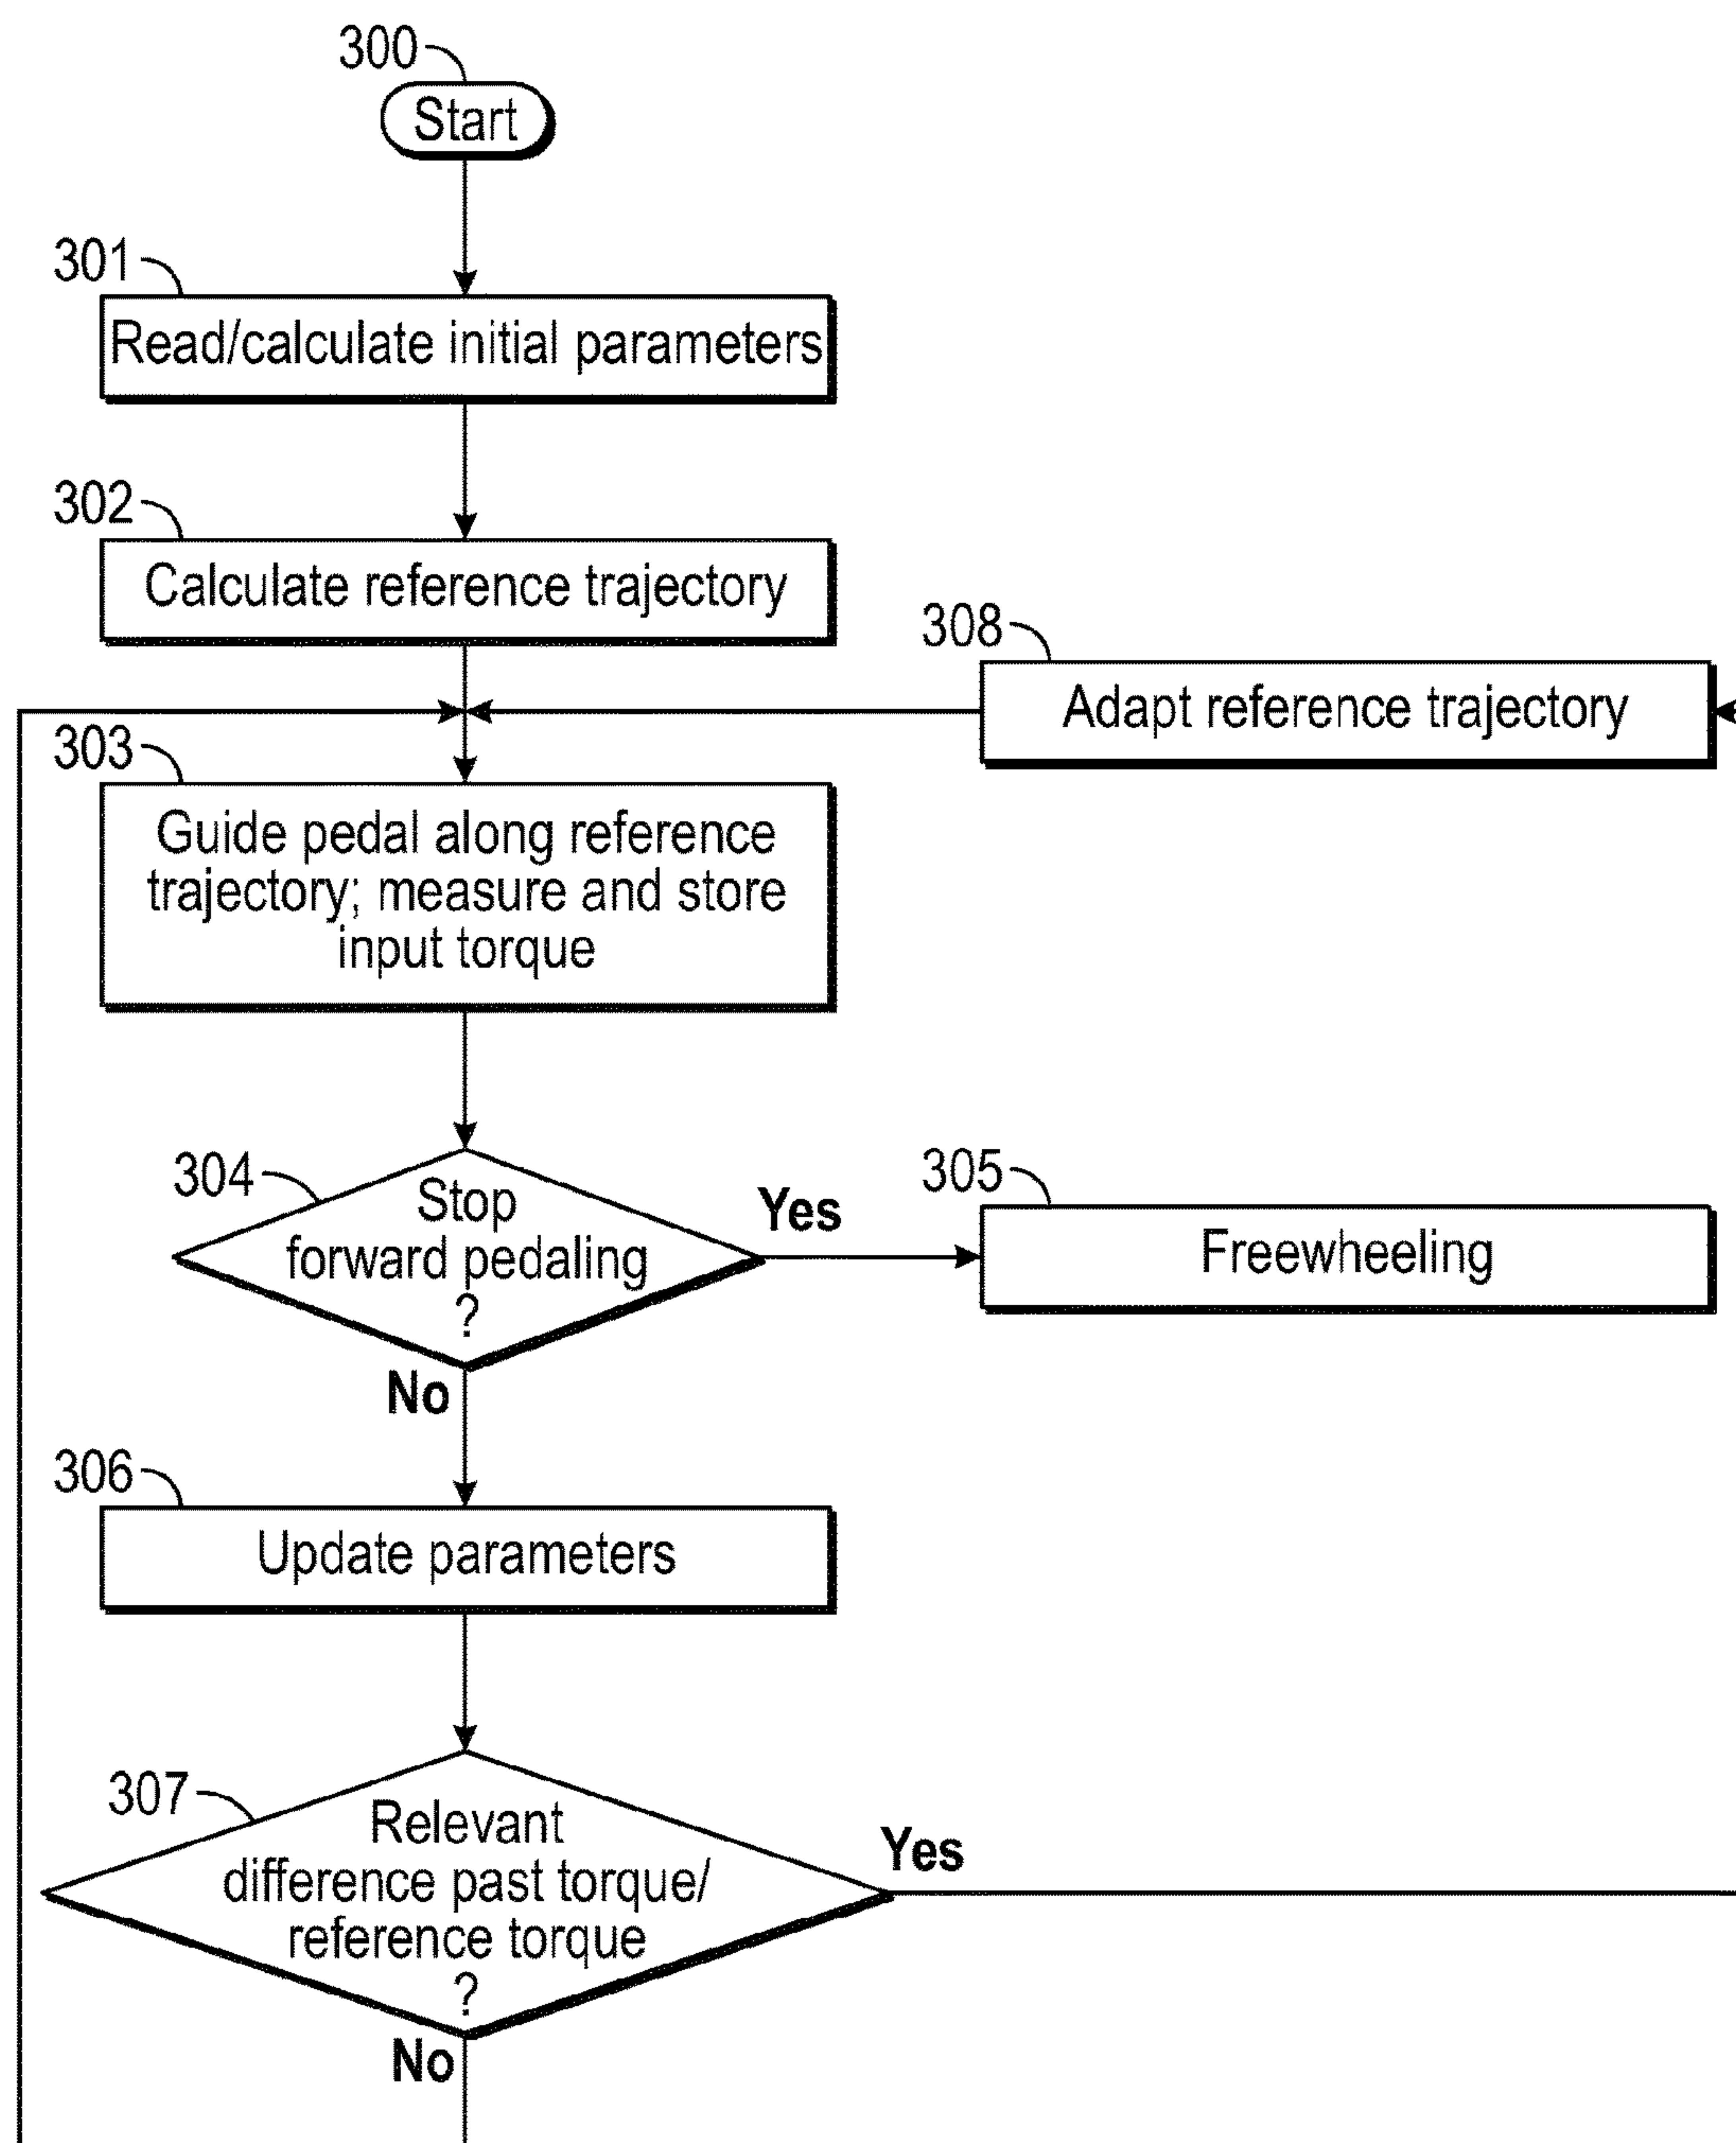 300
Start
301
Read/calculate initial parameters
302
Calculate reference trajectory
308
Adapt reference trajectory
303
Guide pedal along reference
trajectory; measure and store
input torque
304
Stop
forward pedaling
?
Yes
305
Freewheeling
No
306
Update parameters
307
Relevant
difference past torque/
reference torque
?
Yes
No